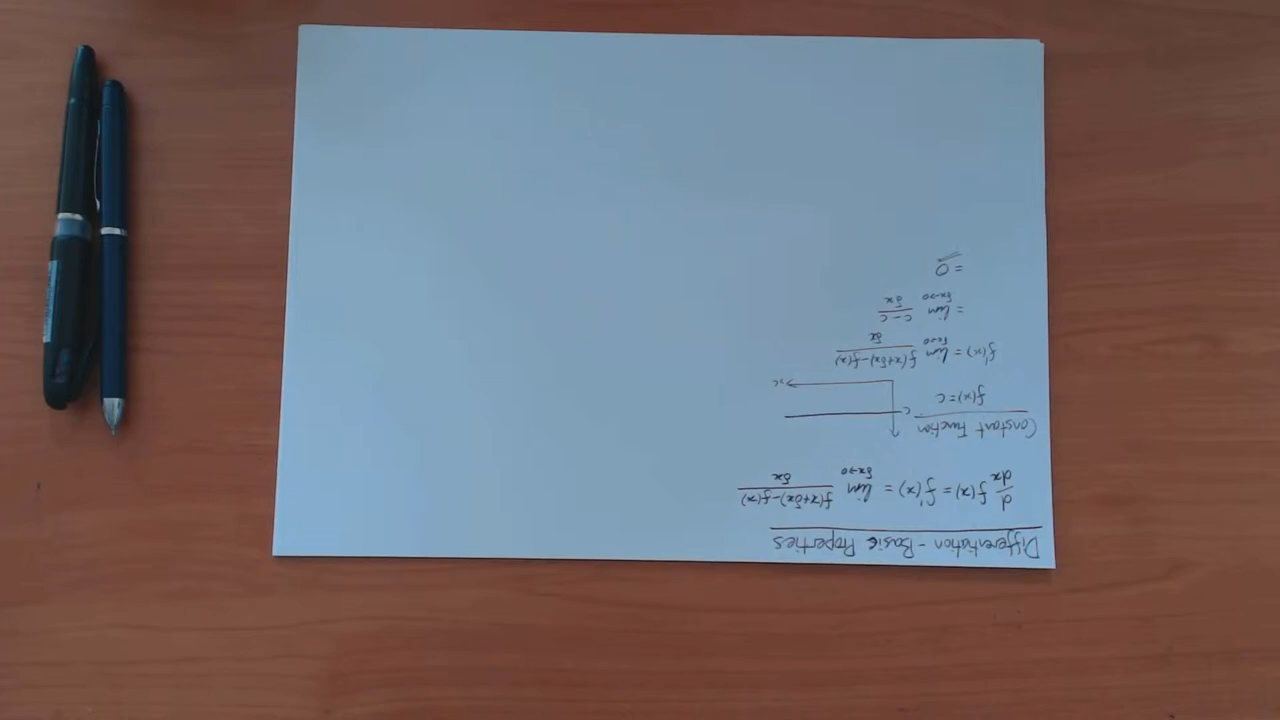 Differentiation - Basic Properties
d/dx f(x) = f'(x) = lim δx→0 f(x+δx)-f(x)/δx
Constant Function
f(x) = c
c
x
f'(x) = lim δx→0 f(x+δx)-f(x)/δx
= lim δx→0 c-c/δx
= 0